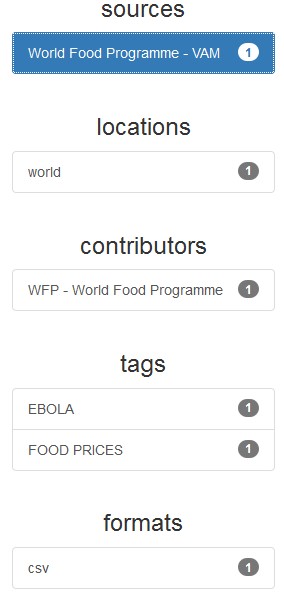 sources
World Food Programme - VAM 1
locations
world 1
contributors
WFP - World Food Programme 1
tags
EBOLA 1
FOOD PRICES 1
formats
csv 1